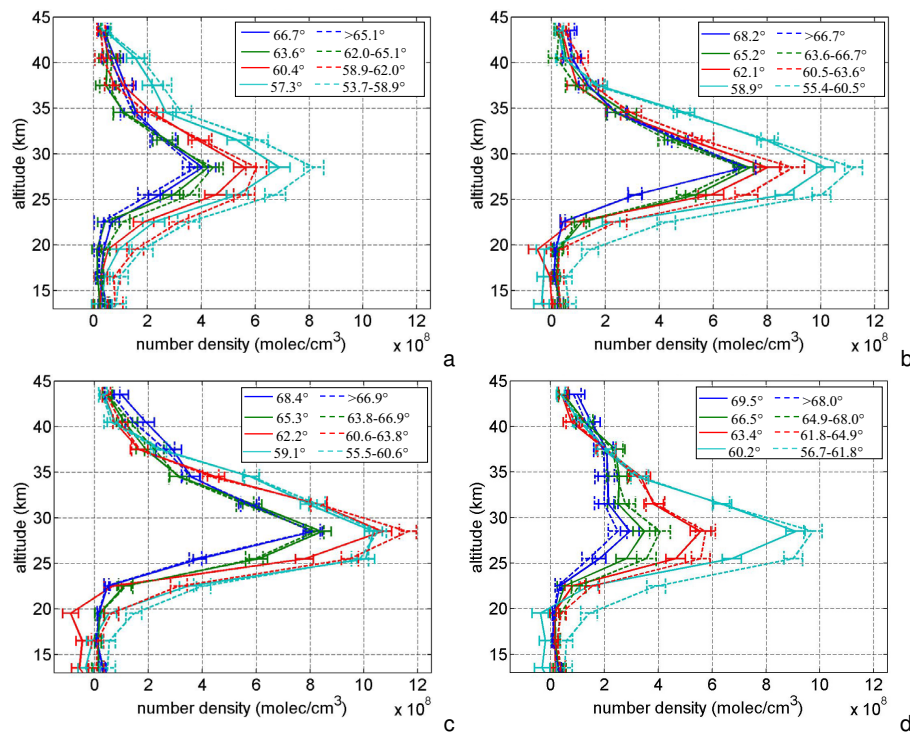 45
40
35
30
25
20
15
altitude (km)
66.7° >65.1°
63.6° 62.0-65.1°
60.4° 58.9-62.0°
57.3° 53.7-58.9°
0 2 4 6 8 10 12
number density (molec/cm³) x 10⁸
a
45
40
35
30
25
20
15
altitude (km)
68.2° >66.7°
65.2° 63.6-66.7°
62.1° 60.5-63.6°
58.9° 55.4-60.5°
0 2 4 6 8 10 12
number density (molec/cm³) x 10⁸
b
45
40
35
30
25
20
15
altitude (km)
68.4° >66.9°
65.3° 63.8-66.9°
62.2° 60.6-63.8°
59.1° 55.5-60.6°
0 2 4 6 8 10 12
number density (molec/cm³) x 10⁸
c
45
40
35
30
25
20
15
altitude (km)
69.5° >68.0°
66.5° 64.9-68.0°
63.4° 61.8-64.9°
60.2° 56.7-61.8°
0 2 4 6 8 10 12
number density (molec/cm³) x 10⁸
d